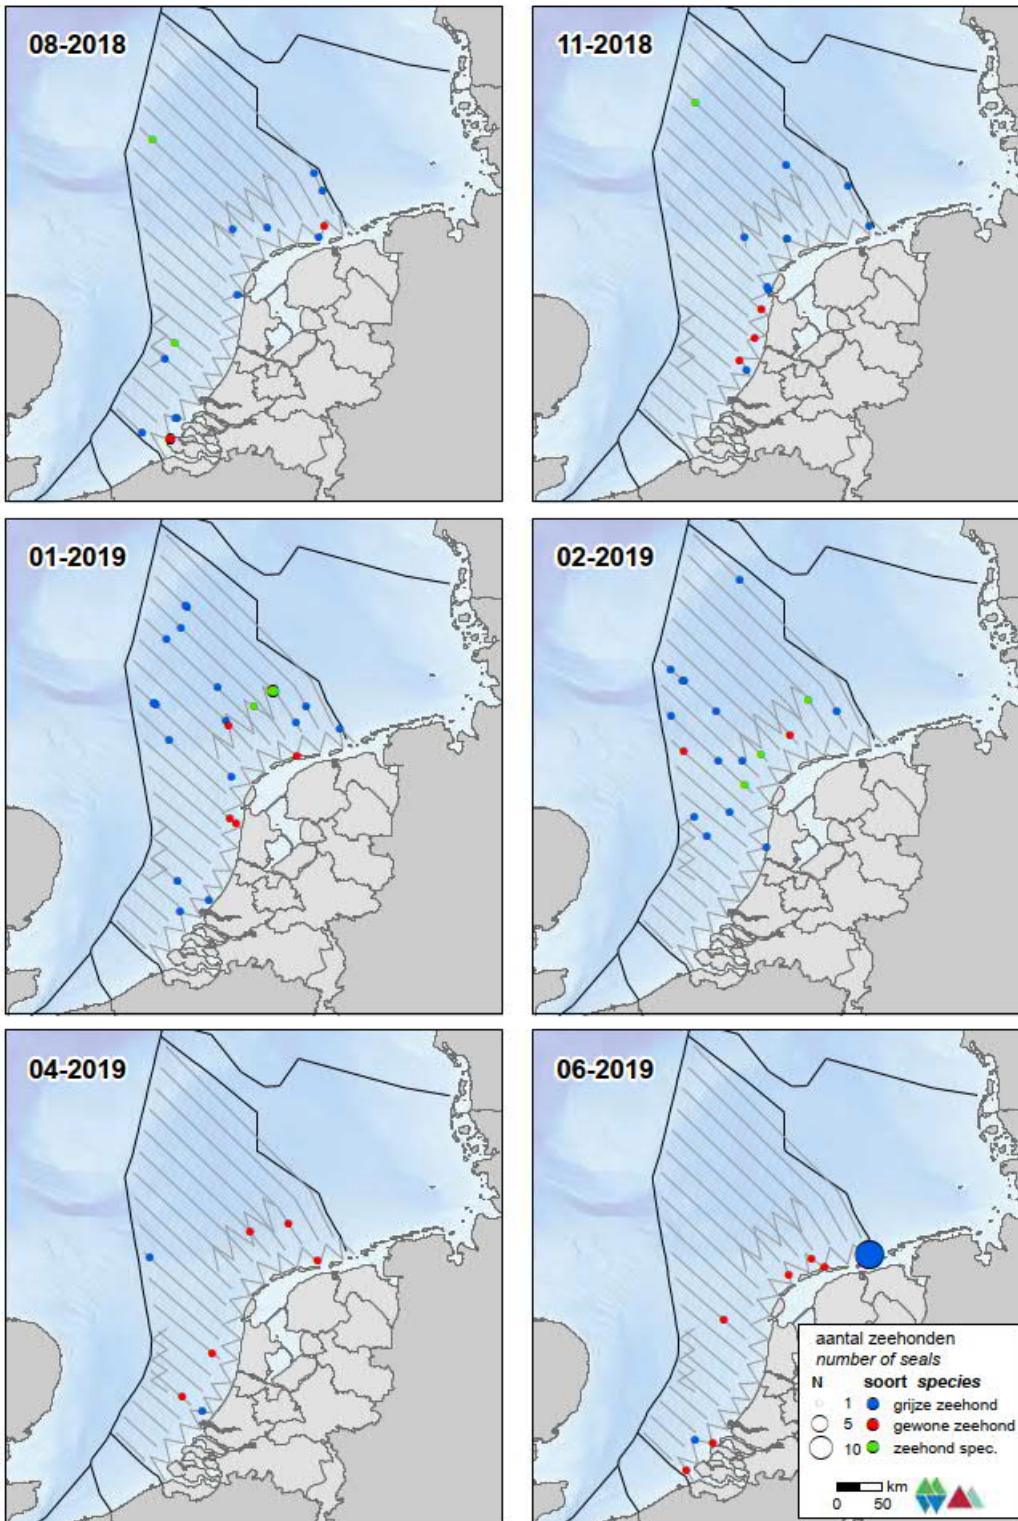 08-2018
11-2018
01-2019
02-2019
04-2019
06-2019
aantal zeehonden
number of seals
N soort species
1 grijze zeehond
5 gewone zeehond
10 zeehond spec.
km
0 50